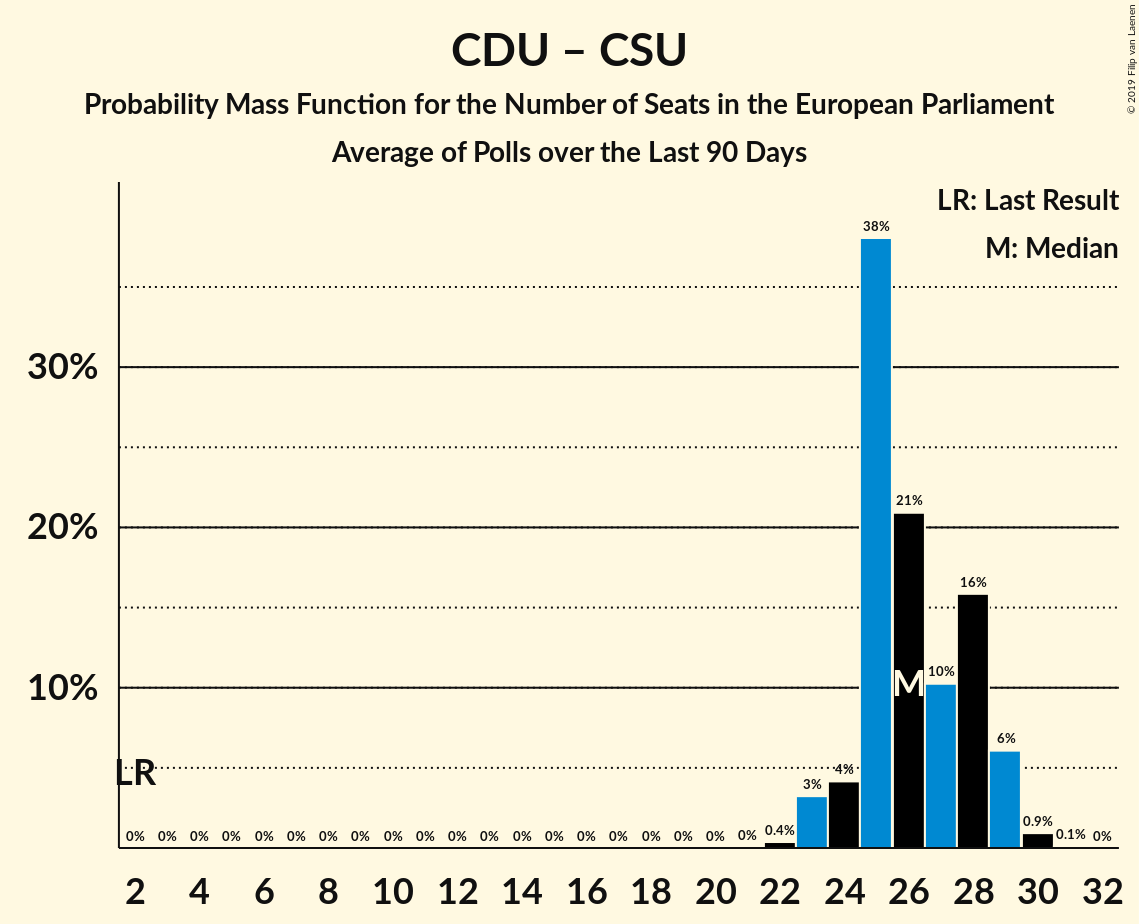 CDU – CSU
Probability Mass Function for the Number of Seats in the European Parliament
Average of Polls over the Last 90 Days
© 2019 Filip van Laenen
LR: Last Result
M: Median
38%
30%
21%
20%
16%
10%
10%
M
6%
LR
4%
3%
0% 0% 0% 0% 0% 0% 0% 0% 0% 0% 0% 0% 0% 0% 0% 0% 0% 0% 0% 0% 0.4% 0.9% 0.1% 0%
2 4 6 8 10 12 14 16 18 20 22 24 26 28 30 32